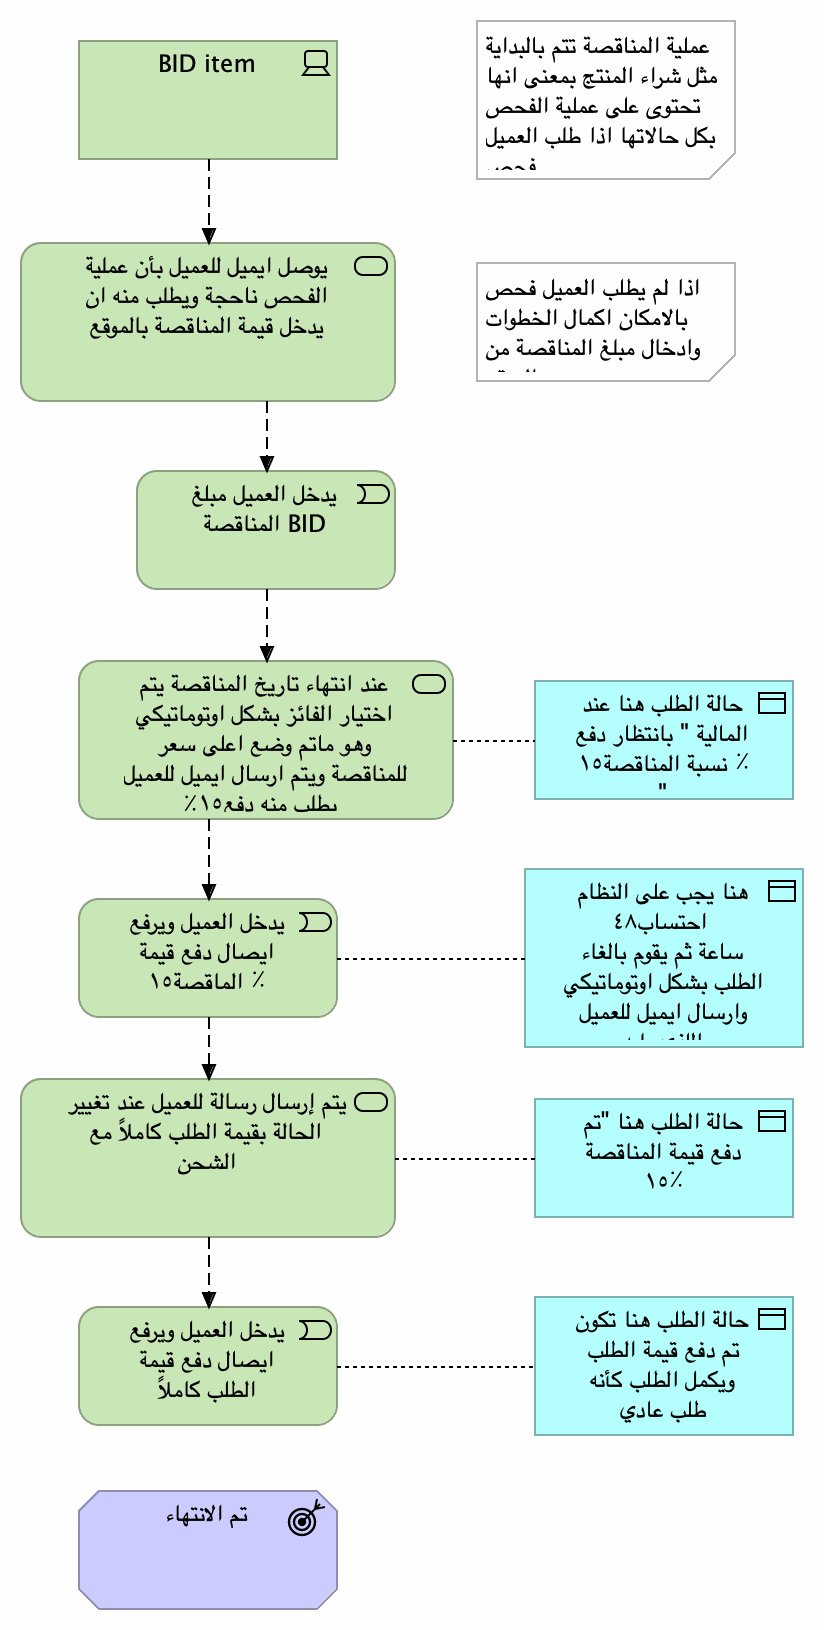 BID item
عملية المناقصة تتم بالبداية
مثل شراء المنتج بمعنى انها
تحتوى على عملية الفحص
بكل حالاتها اذا طلب العميل
فحص
يوصل ايميل للعميل بأن عملية
الفحص ناجحة ويطلب منه ان
يدخل قيمة المناقصة بالموقع
اذا لم يطلب العميل فحص
بالامكان اكمال الخطوات
وادخال مبلغ المناقصة من
يدخل العميل مبلغ
المناقصة BID
عند انتهاء تاريخ المناقصة يتم
اختيار الفائز بشكل اوتوماتيكي
وهو ماتم وضع اعلى سعر
للمناقصة ويتم ارسال ايميل للعميل
يطلب منه دفع١٥٪
حالة الطلب هنا عند
المالية " بانتظار دفع
٪ نسبة المناقصة١٥
"
يدخل العميل ويرفع
ايصال دفع قيمة
٪ الماقصة١٥
هنا يجب على النظام
احتساب٤٨
ساعة ثم يقوم بالغاء
الطلب بشكل اوتوماتيكي
وارسال ايميل للعميل
يتم إرسال رسالة للعميل عند تغيير
الحالة بقيمة الطلب كاملاً مع
الشحن
حالة الطلب هنا "تم
دفع قيمة المناقصة
١٥٪
يدخل العميل ويرفع
ايصال دفع قيمة
الطلب كاملاً
حالة الطلب هنا تكون
تم دفع قيمة الطلب
ويكمل الطلب كأنه
طلب عادي
تم الانتهاء